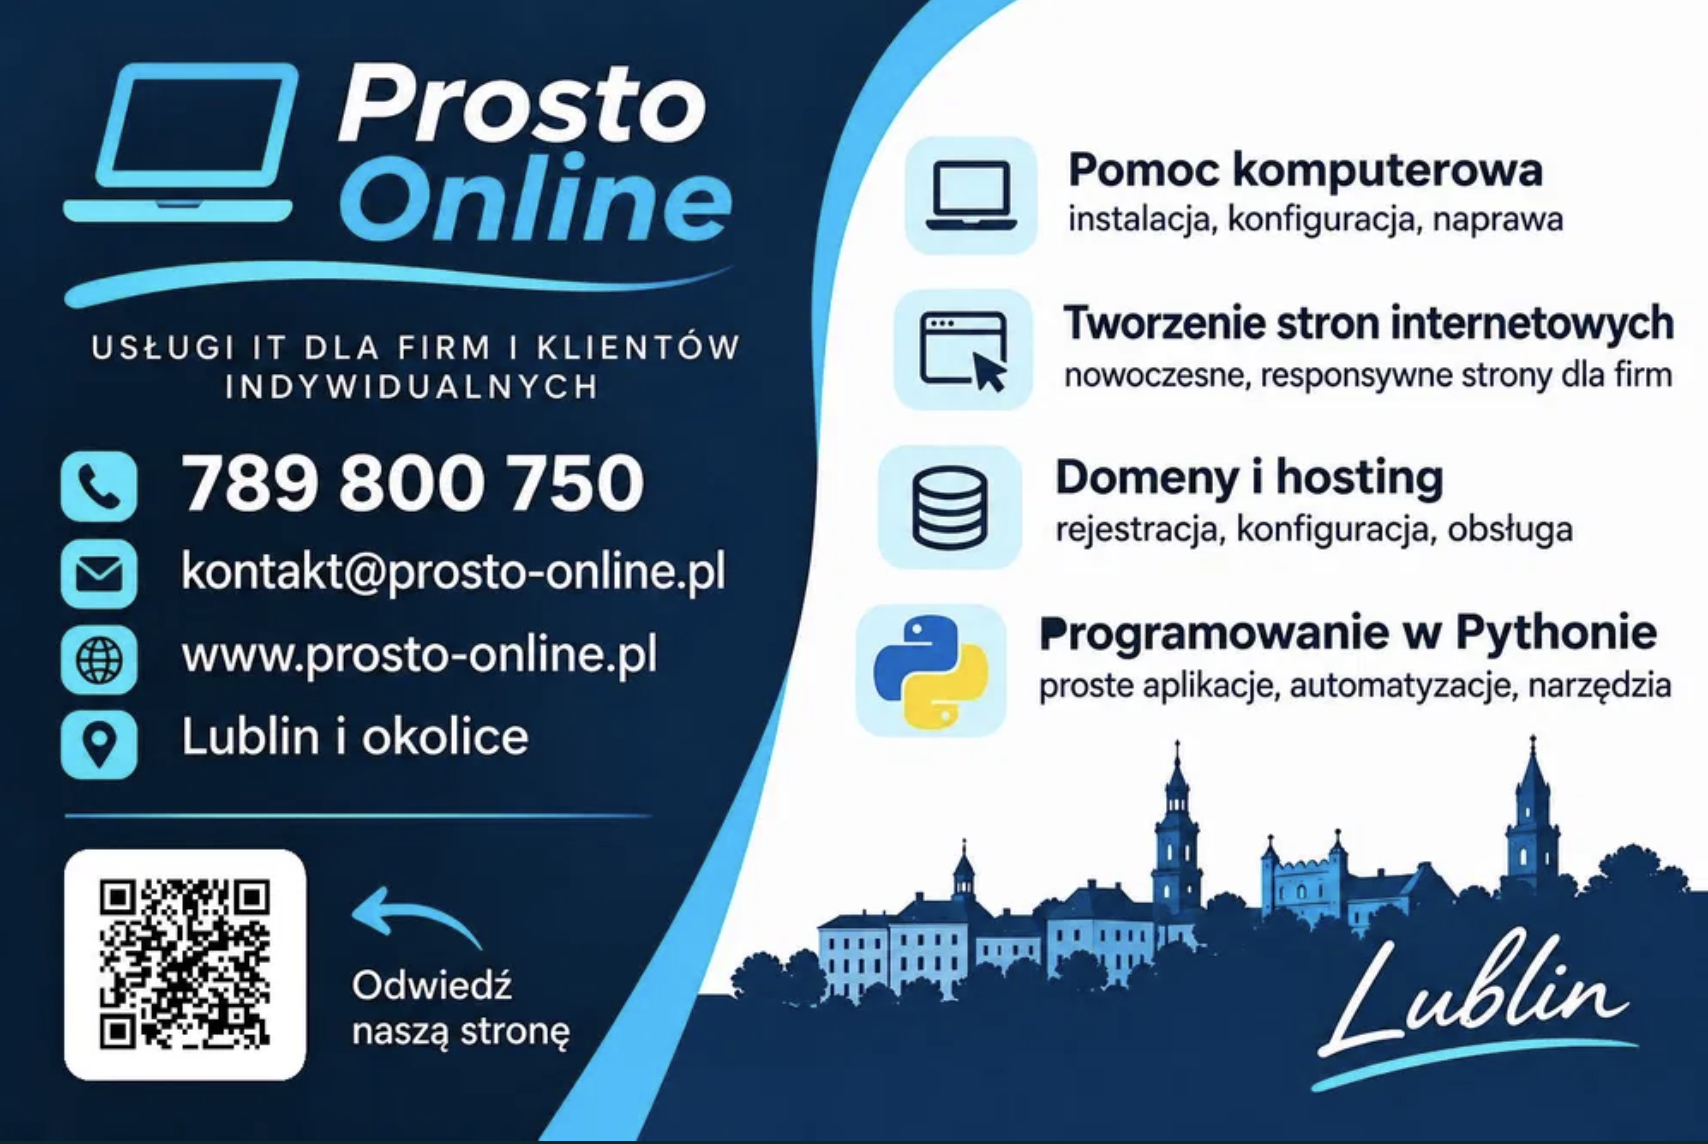 Prosto
Online
USŁUGI IT DLA FIRM I KLIENTÓW
INDYWIDUALNYCH
789 800 750
kontakt@prosto-online.pl
www.prosto-online.pl
Lublin i okolice
Odwiedź
naszą stronę
Pomoc komputerowa
instalacja, konfiguracja, naprawa
Tworzenie stron internetowych
nowoczesne, responsywne strony dla firm
Domeny i hosting
rejestracja, konfiguracja, obsługa
Programowanie w Pythonie
proste aplikacje, automatyzacje, narzędzia
Lublin